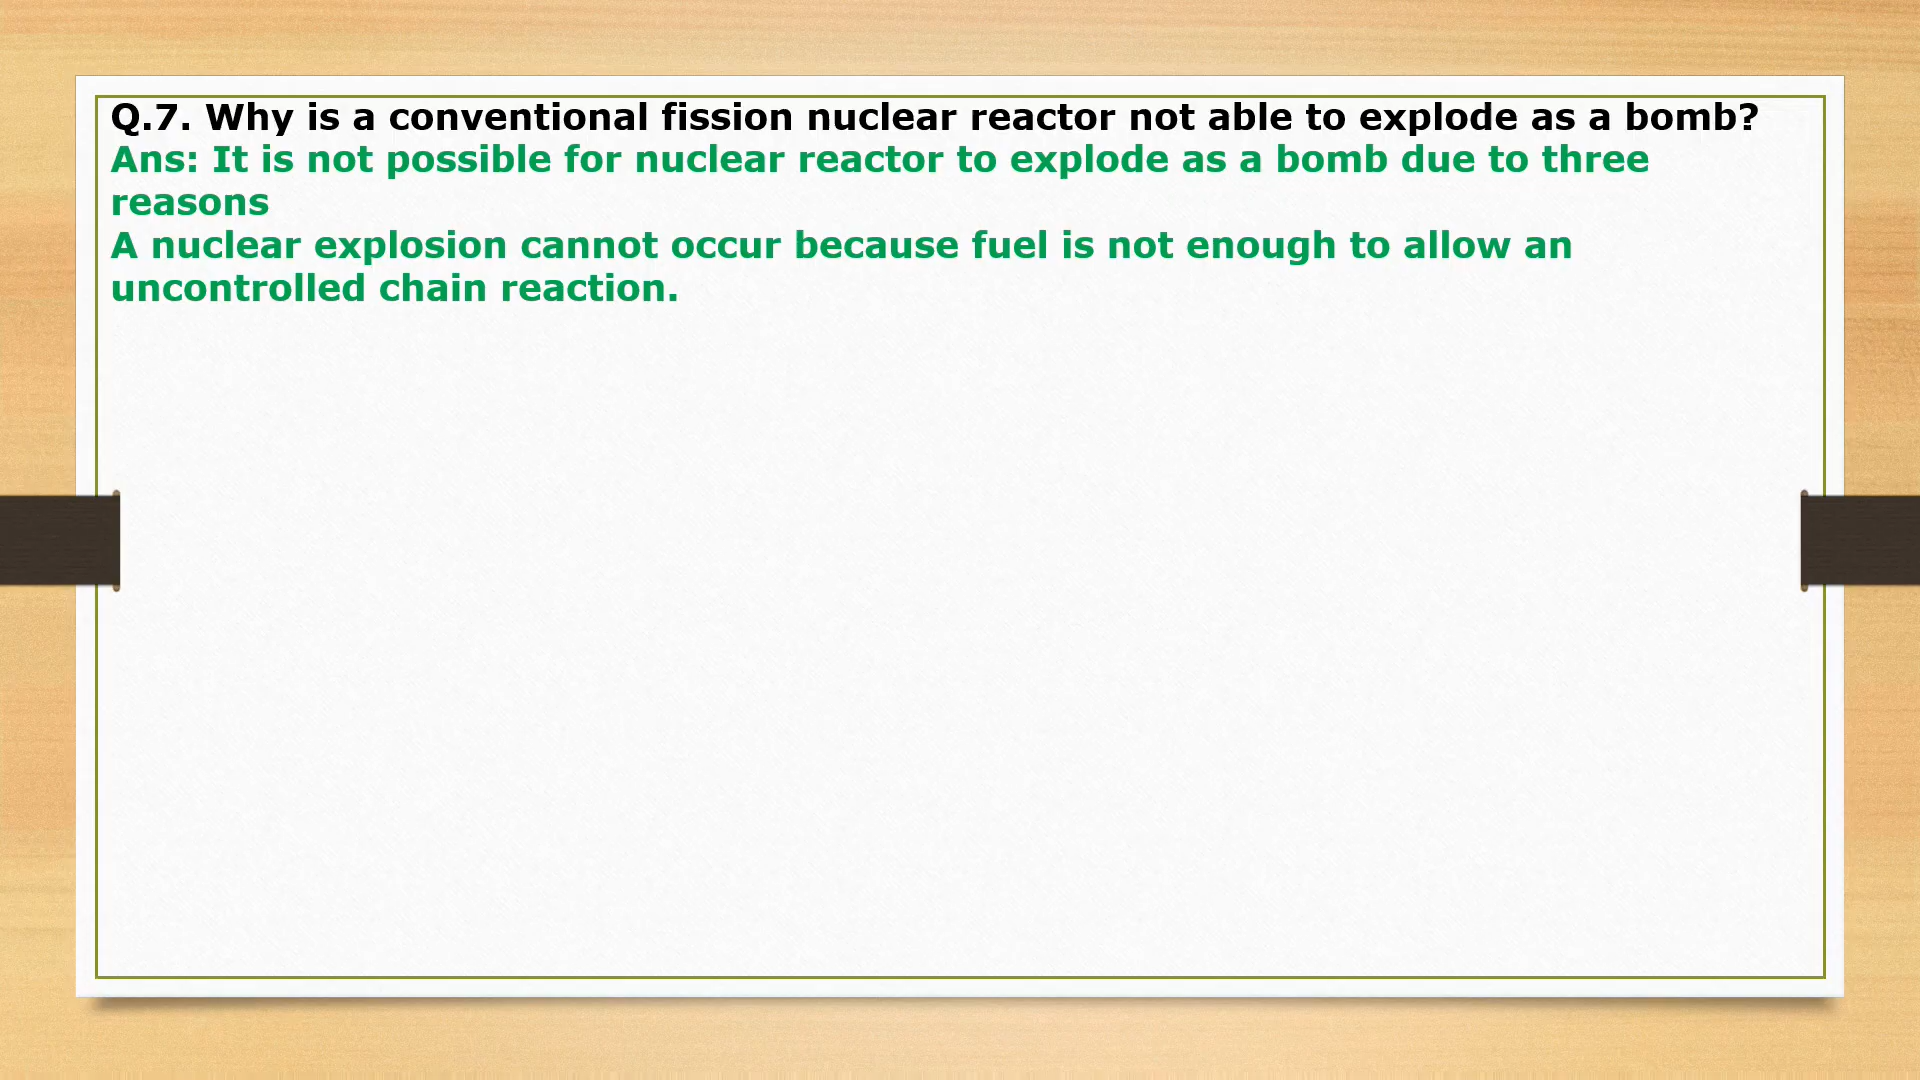 Q.7. Why is a conventional fission nuclear reactor not able to explode as a bomb?
Ans: It is not possible for nuclear reactor to explode as a bomb due to three
reasons
A nuclear explosion cannot occur because fuel is not enough to allow an
uncontrolled chain reaction.